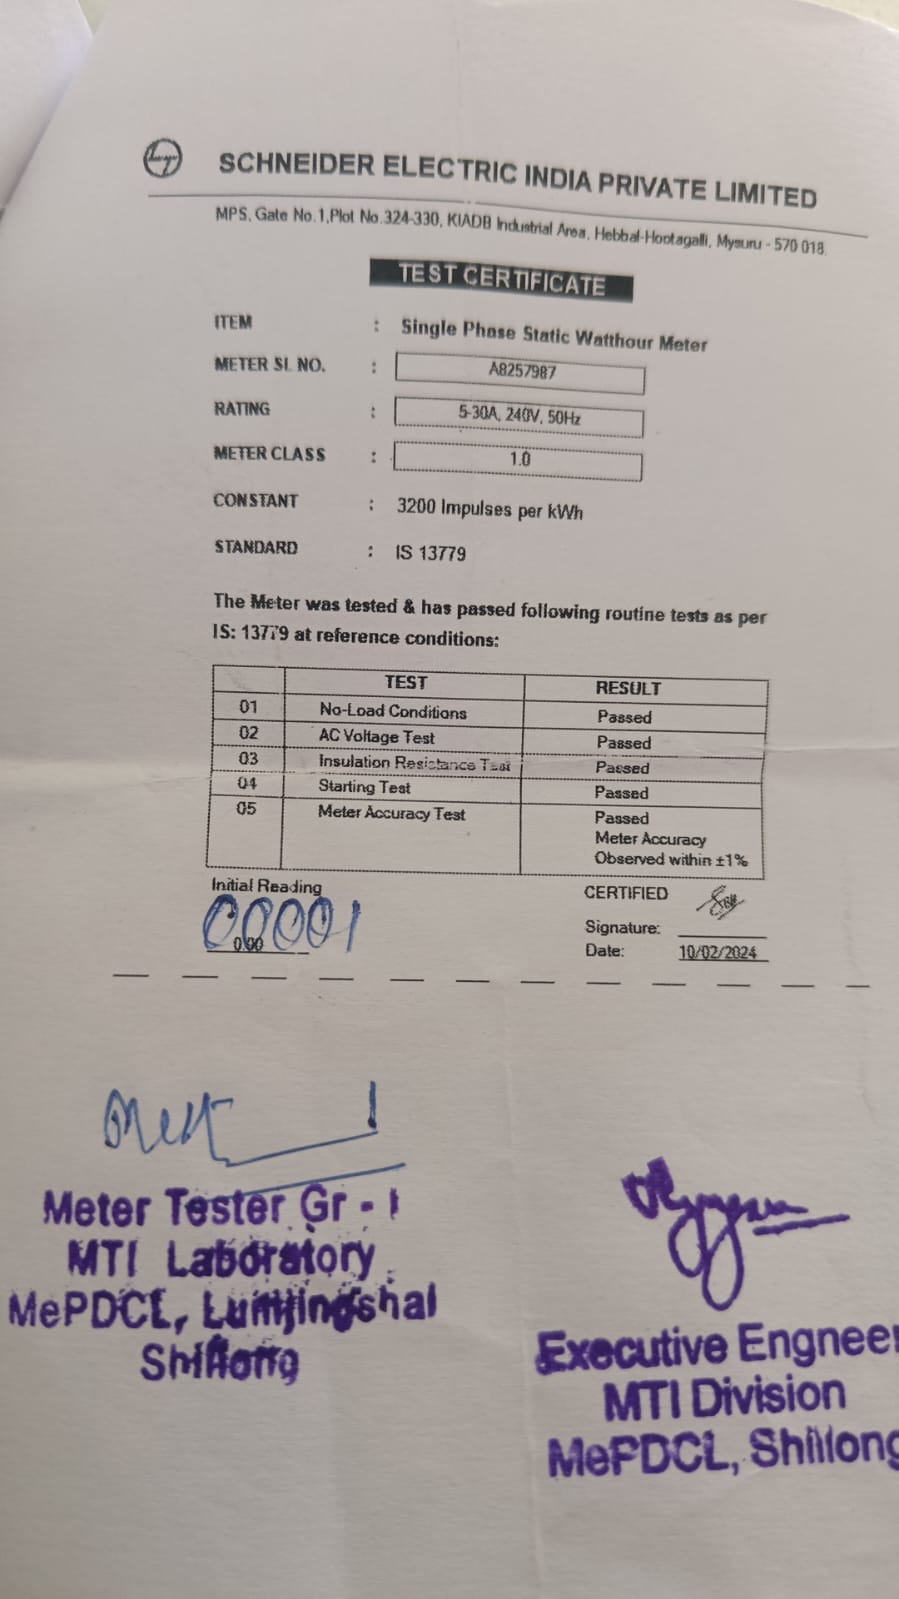 SCHNEIDER ELECTRIC INDIA PRIVATE LIMITED
MPS, Gate No.1,Plot No.324-330, KIADB Industrial Area, Hebbal-Hootagalli, Mysuru - 570 018.
TEST CERTIFICATE
ITEM : Single Phase Static Watthour Meter
METER SL NO. : A8257987
RATING : 5-30A, 240V, 50Hz
METER CLASS : 1.0
CONSTANT : 3200 Impulses per kWh
STANDARD : IS 13779
The Meter was tested & has passed following routine tests as per
IS: 13779 at reference conditions:
TEST RESULT
01 No-Load Conditions Passed
02 AC Voltage Test Passed
03 Insulation Resistance Test Passed
04 Starting Test Passed
05 Meter Accuracy Test Passed
Meter Accuracy
Observed within ±1%
Initial Reading CERTIFIED
00001
0.00
Signature:
Date: 10/02/2024
Meter Tester Gr - I
MTI Laboratory
MePDCL, Lumjingshai
Shillong
Executive Engneer
MTI Division
MePDCL, Shillong